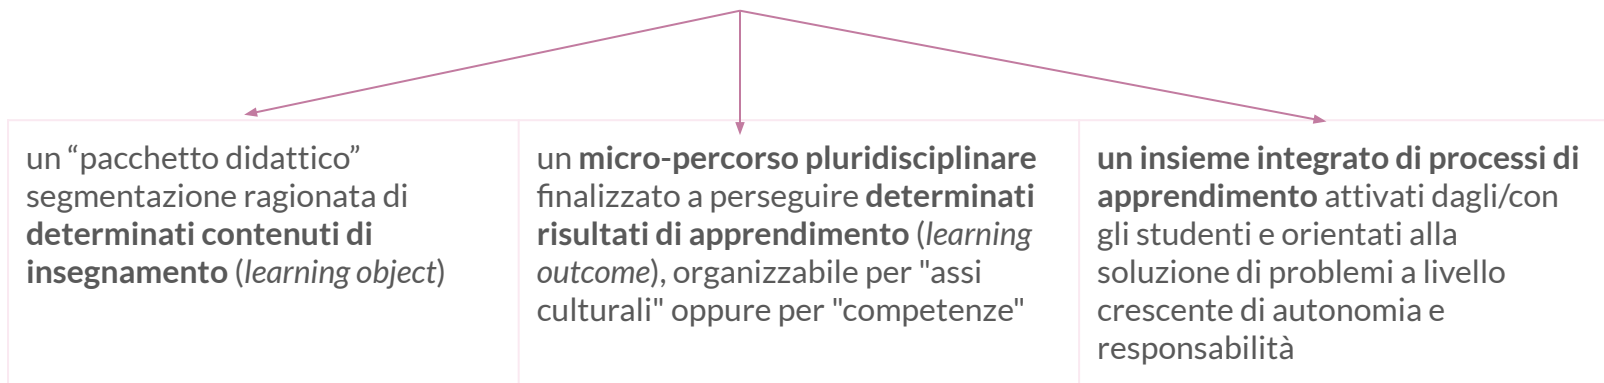 un “pacchetto didattico”
segmentazione ragionata di
determinati contenuti di
insegnamento (learning object)
un micro-percorso pluridisciplinare
finalizzato a perseguire determinati
risultati di apprendimento (learning
outcome), organizzabile per "assi
culturali" oppure per "competenze"
un insieme integrato di processi di
apprendimento attivati dagli/con
gli studenti e orientati alla
soluzione di problemi a livello
crescente di autonomia e
responsabilità